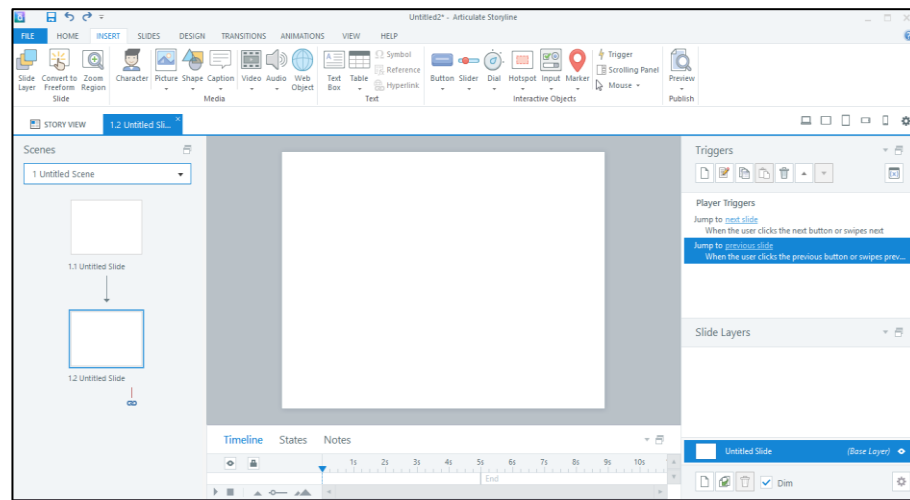 Untitled2* - Articulate Storyline
FILE HOME INSERT SLIDES DESIGN TRANSITIONS ANIMATIONS VIEW HELP
Slide Layer
Convert to Freeform
Zoom Region
Character
Picture
Shape
Caption
Video
Audio
Web Object
Text Box
Table
Symbol
Reference
Hyperlink
Button
Slider
Dial
Hotspot
Input
Marker
Trigger
Scrolling Panel
Mouse
Preview
Slide
Media
Text
Interactive Objects
Publish
STORY VIEW
1.2 Untitled Sli...
Scenes
1 Untitled Scene
1.1 Untitled Slide
1.2 Untitled Slide
Triggers
Player Triggers
Jump to next slide
When the user clicks the next button or swipes next
Jump to previous slide
When the user clicks the previous button or swipes prev...
Slide Layers
Untitled Slide (Base Layer)
Dim
Timeline States Notes
1s 2s 3s 4s 5s 6s 7s 8s 9s 10s
End